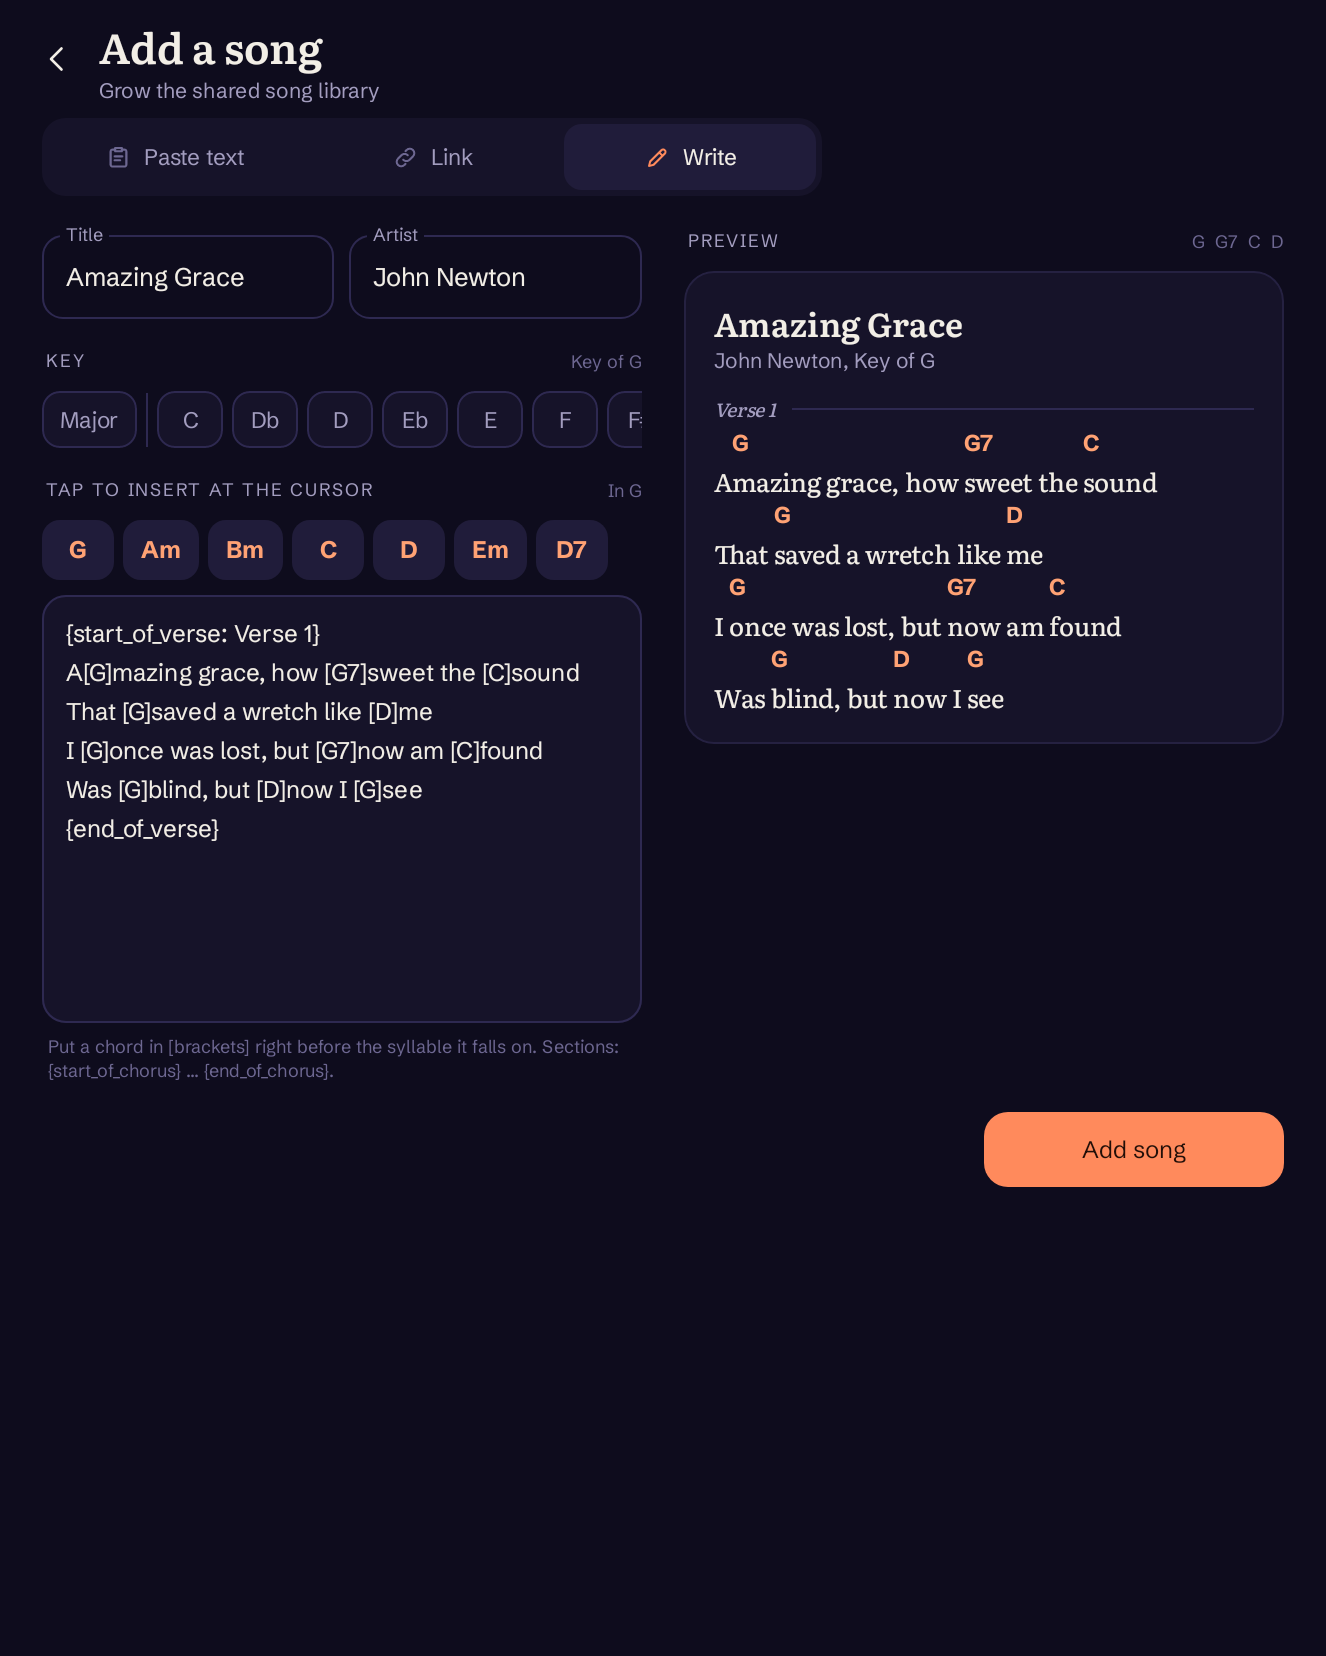 Add a song
Grow the shared song library
Paste text
Link
Write
Title
Amazing Grace
Artist
John Newton
KEY
Key of G
Major
C
Db
D
Eb
E
F
F#
TAP TO INSERT AT THE CURSOR
In G
G
Am
Bm
C
D
Em
D7
{start_of_verse: Verse 1}
A[G]mazing grace, how [G7]sweet the [C]sound
That [G]saved a wretch like [D]me
I [G]once was lost, but [G7]now am [C]found
Was [G]blind, but [D]now I [G]see
{end_of_verse}
Put a chord in [brackets] right before the syllable it falls on. Sections:
{start_of_chorus} … {end_of_chorus}.
PREVIEW
G G7 C D
Amazing Grace
John Newton, Key of G
Verse 1
G G7 C
Amazing grace, how sweet the sound
G D
That saved a wretch like me
G G7 C
I once was lost, but now am found
G D G
Was blind, but now I see
Add song